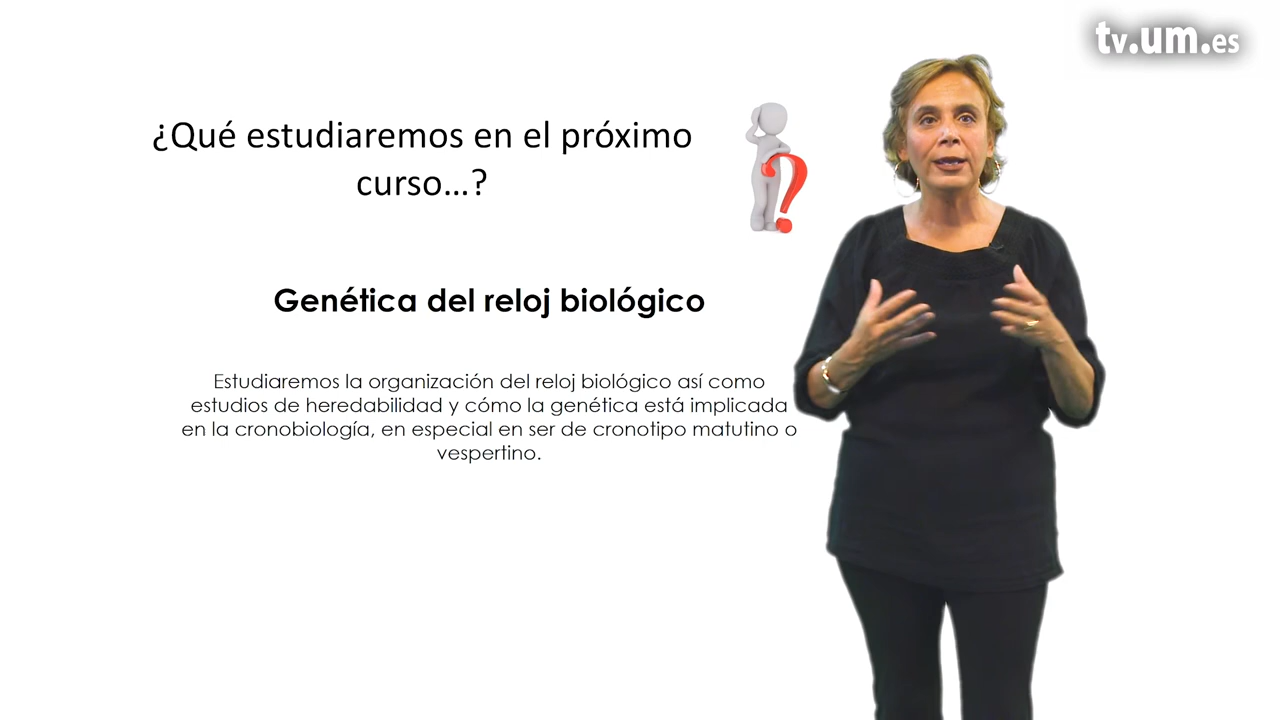 tv.um.es
¿Qué estudiaremos en el próximo
curso...?
Genética del reloj biológico
Estudiaremos la organización del reloj biológico así como
estudios de heredabilidad y cómo la genética está implicada
en la cronobiología, en especial en ser de cronotipo matutino o
vespertino.